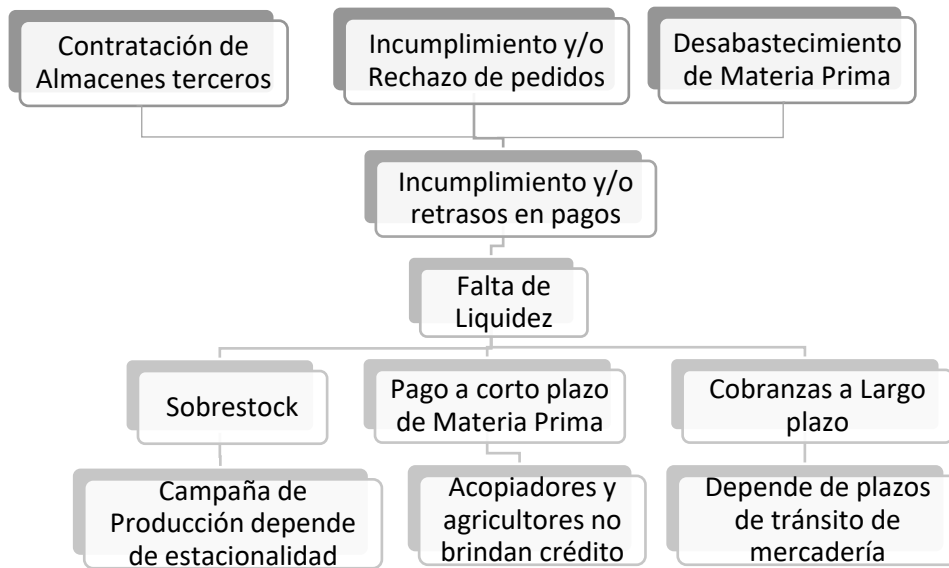 Contratación de
Almacenes terceros
Incumplimiento y/o
Rechazo de pedidos
Desabastecimiento
de Materia Prima
Incumplimiento y/o
retrasos en pagos
Falta de
Liquidez
Sobrestock
Pago a corto plazo
de Materia Prima
Cobranzas a Largo
plazo
Campaña de
Producción depende
de estacionalidad
Acopiadores y
agricultores no
brindan crédito
Depende de plazos
de tránsito de
mercadería